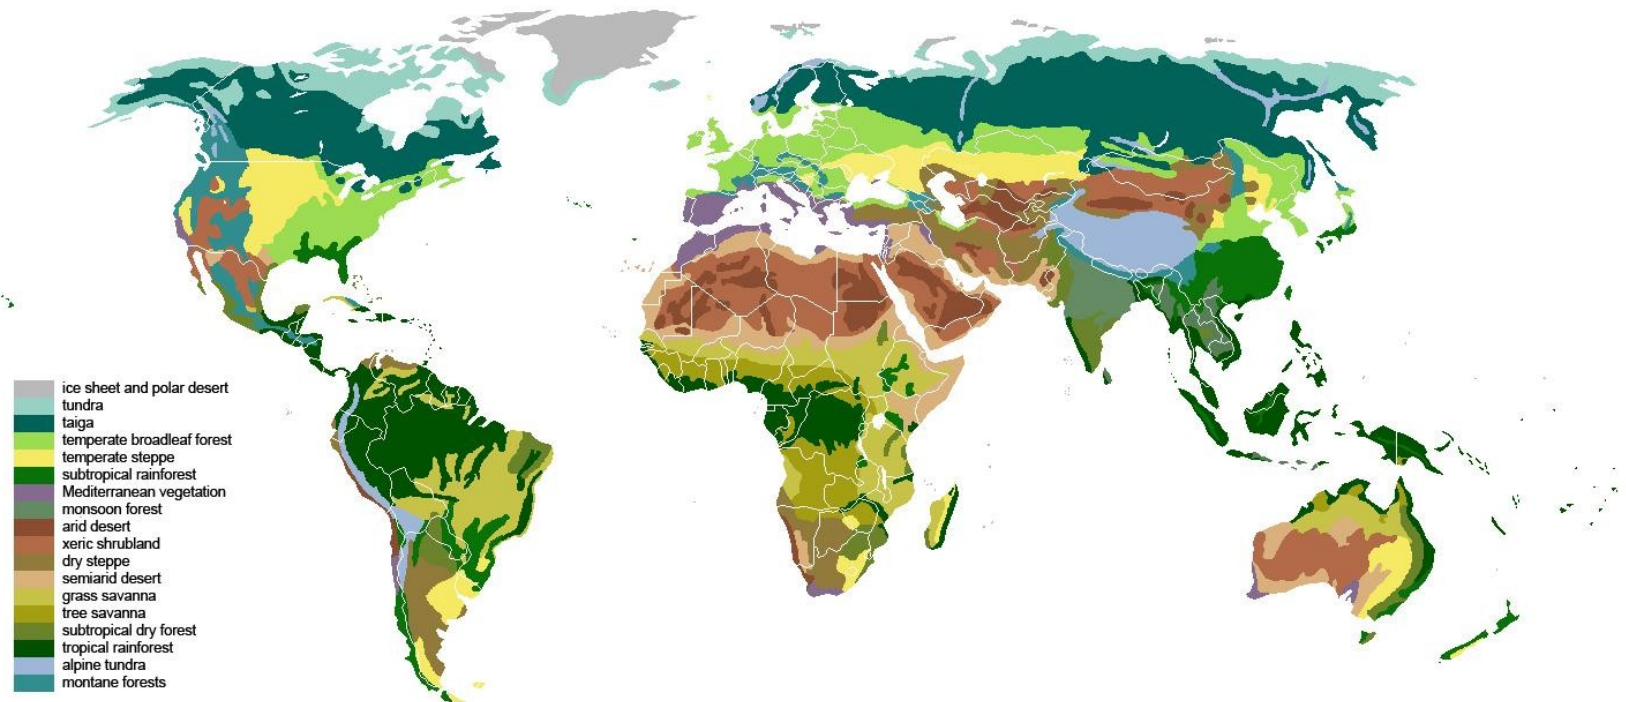 ice sheet and polar desert
tundra
taiga
temperate broadleaf forest
temperate steppe
subtropical rainforest
Mediterranean vegetation
monsoon forest
arid desert
xeric shrubland
dry steppe
semiarid desert
grass savanna
tree savanna
subtropical dry forest
tropical rainforest
alpine tundra
montane forests